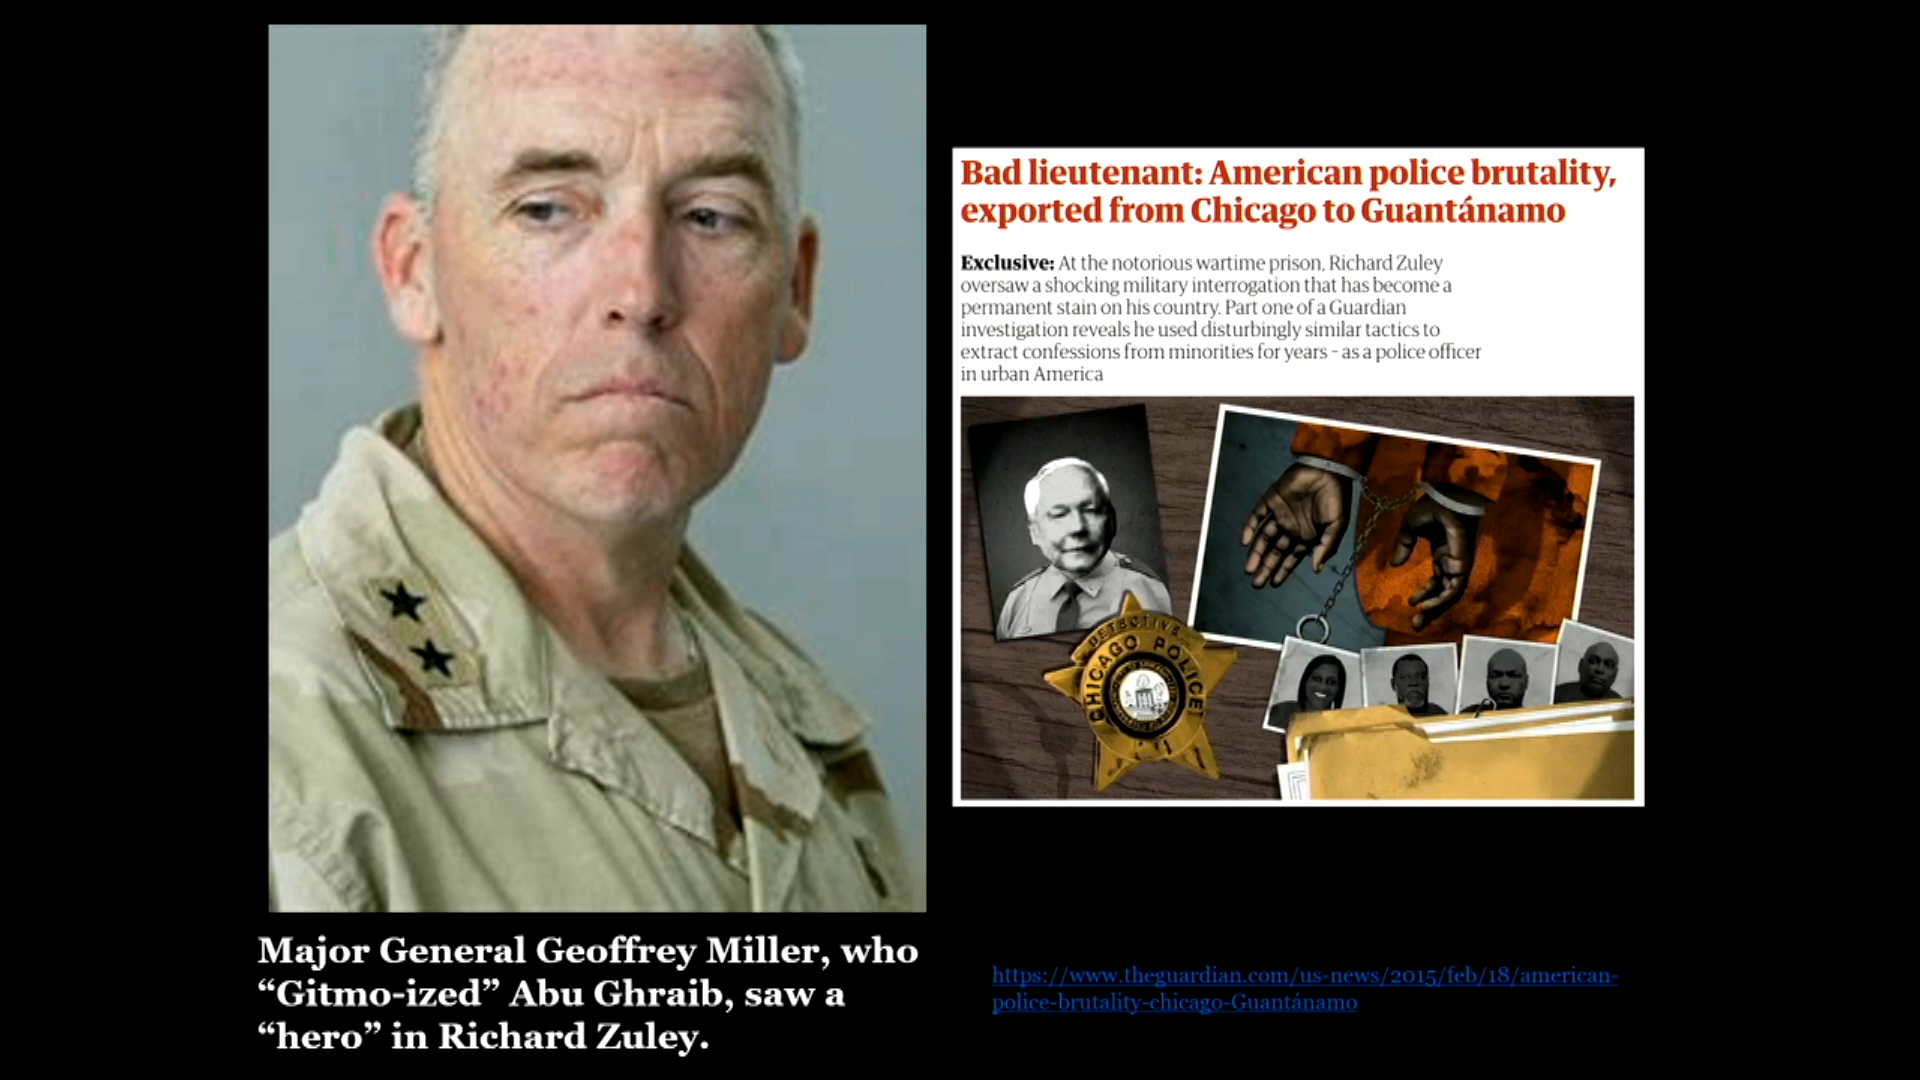 Bad lieutenant: American police brutality,
exported from Chicago to Guantánamo
Exclusive: At the notorious wartime prison, Richard Zuley
oversaw a shocking military interrogation that has become a
permanent stain on his country. Part one of a Guardian
investigation reveals he used disturbingly similar tactics to
extract confessions from minorities for years - as a police officer
in urban America
DETECTIVE
CHICAGO POLICE
Major General Geoffrey Miller, who
“Gitmo-ized” Abu Ghraib, saw a
“hero” in Richard Zuley.
https://www.theguardian.com/us-news/2015/feb/18/american-
police-brutality-chicago-Guantánamo